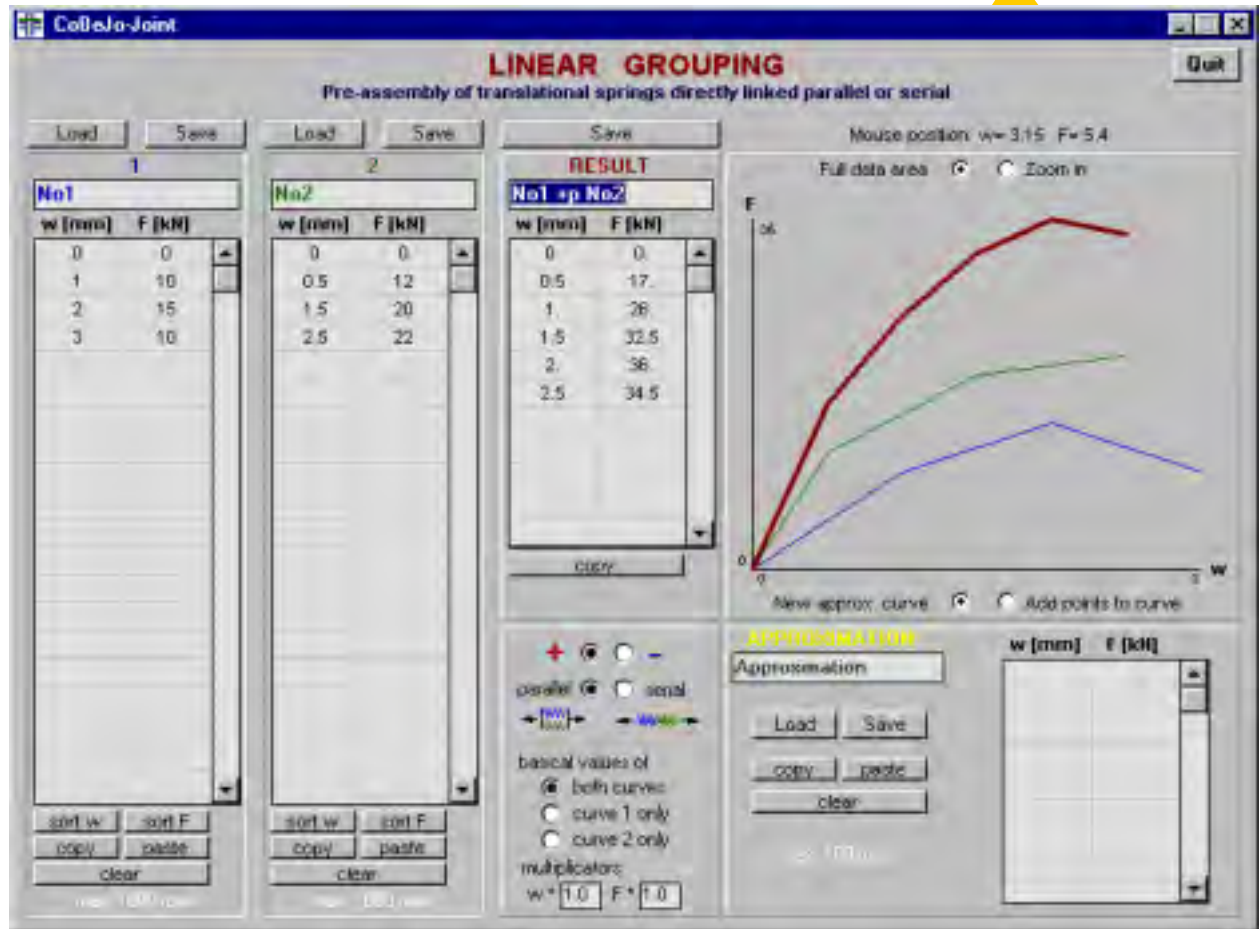 CoBeJo-Joint
LINEAR GROUPING
Quit
Pre-assembly of translational springs directly linked parallel or serial
Load Save
1
No1
w [mm] F [kN]
0 0.
1 10
2 15
3 10
sort w sort F
copy paste
clear
Load Save
2
No2
w [mm] F [kN]
0 0.
0.5 12
1.5 20
2.5 22
sort w sort F
copy paste
clear
Save
RESULT
No1 +p No2
w [mm] F [kN]
0 0.
0.5 17.
1. 26.
1.5 32.5
2. 36.
2.5 34.5
copy
+ -
parallel serial
basical values of
both curves
curve 1 only
curve 2 only
multiplicators
w * 1.0 F * 1.0
Mouse position w= 3.15 F= 5.4
Full data area Zoom in
F
36
0
0
3
w
New approx. curve Add points to curve
APPROXIMATION
Approximation
Load Save
copy paste
clear
w [mm] F [kN]